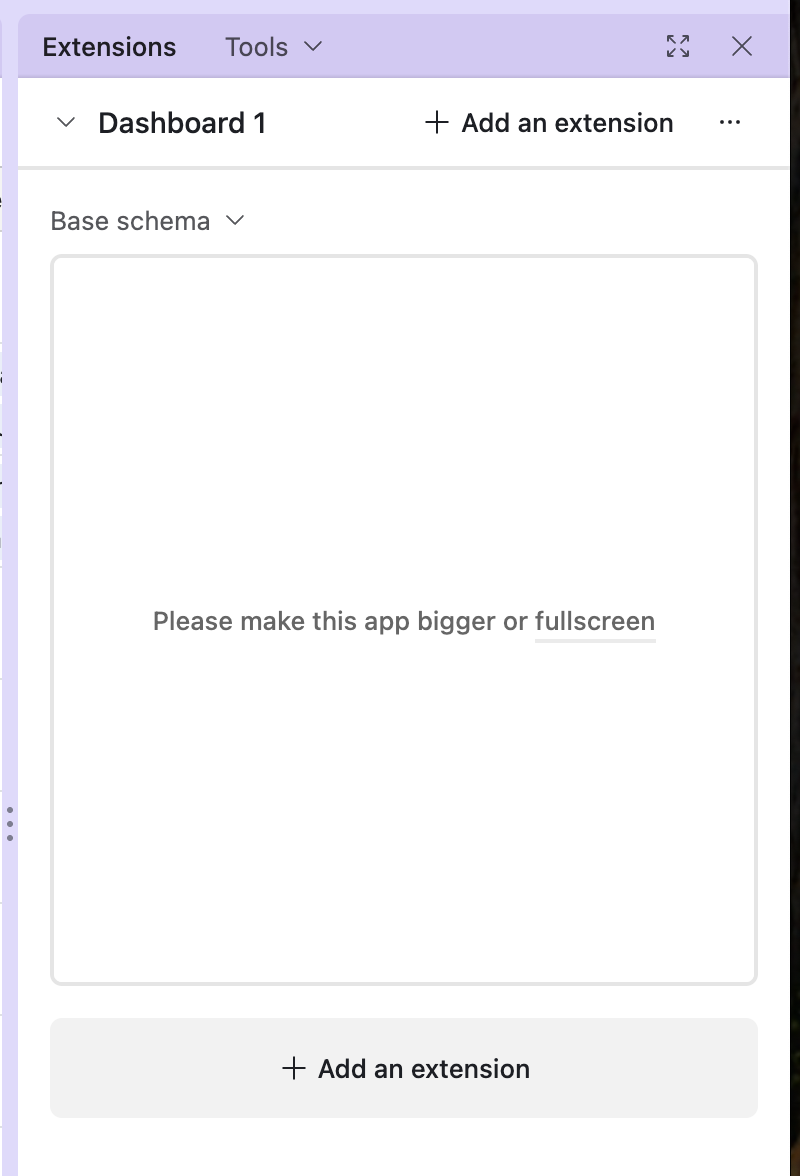 Extensions Tools
Dashboard 1 + Add an extension ...
Base schema
Please make this app bigger or fullscreen
+ Add an extension